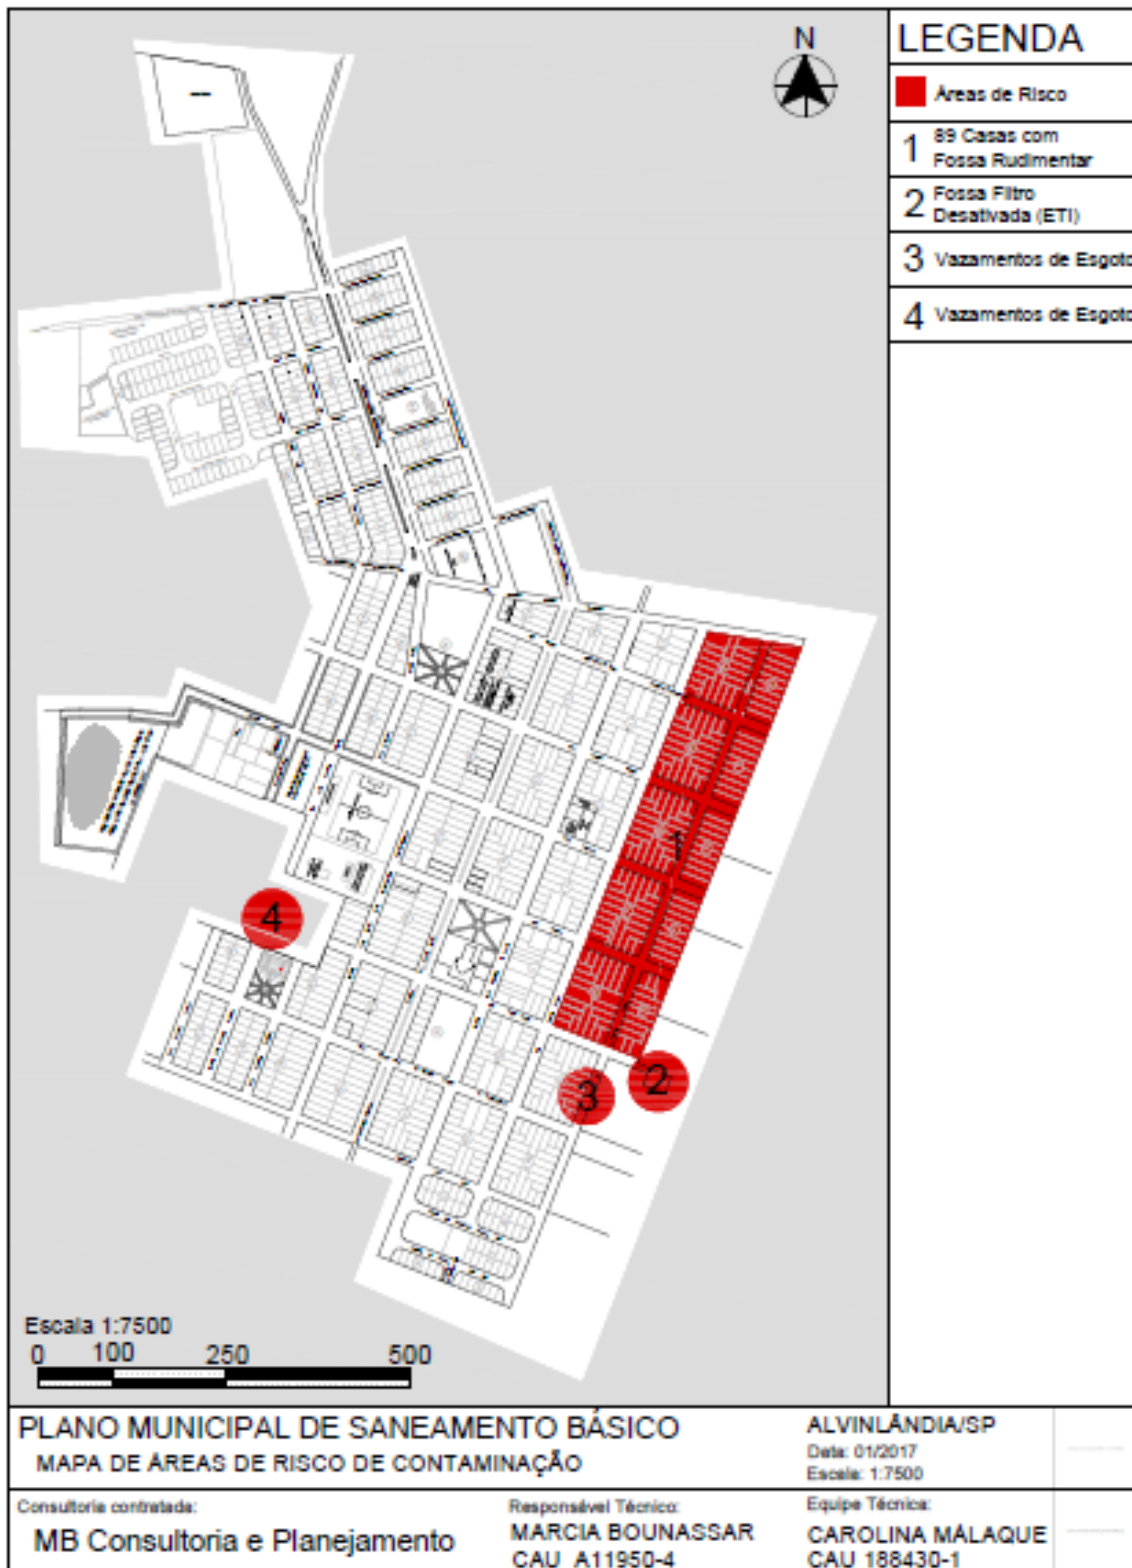 N
LEGENDA
Áreas de Risco
1 89 Casas com
Fossa Rudimentar
2 Fossa Filtro
Desativada (ETI)
3 Vazamentos de Esgoto
4 Vazamentos de Esgoto
1
4
3
2
Escala 1:7500
0 100 250 500
PLANO MUNICIPAL DE SANEAMENTO BÁSICO
MAPA DE ÁREAS DE RISCO DE CONTAMINAÇÃO
ALVINLÂNDIA/SP
Data: 01/2017
Escala: 1:7500
Consultoria contratada:
MB Consultoria e Planejamento
Responsável Técnico:
MARCIA BOUNASSAR
CAU A11950-4
Equipe Técnica:
CAROLINA MÁLAQUE
CAU 188430-1